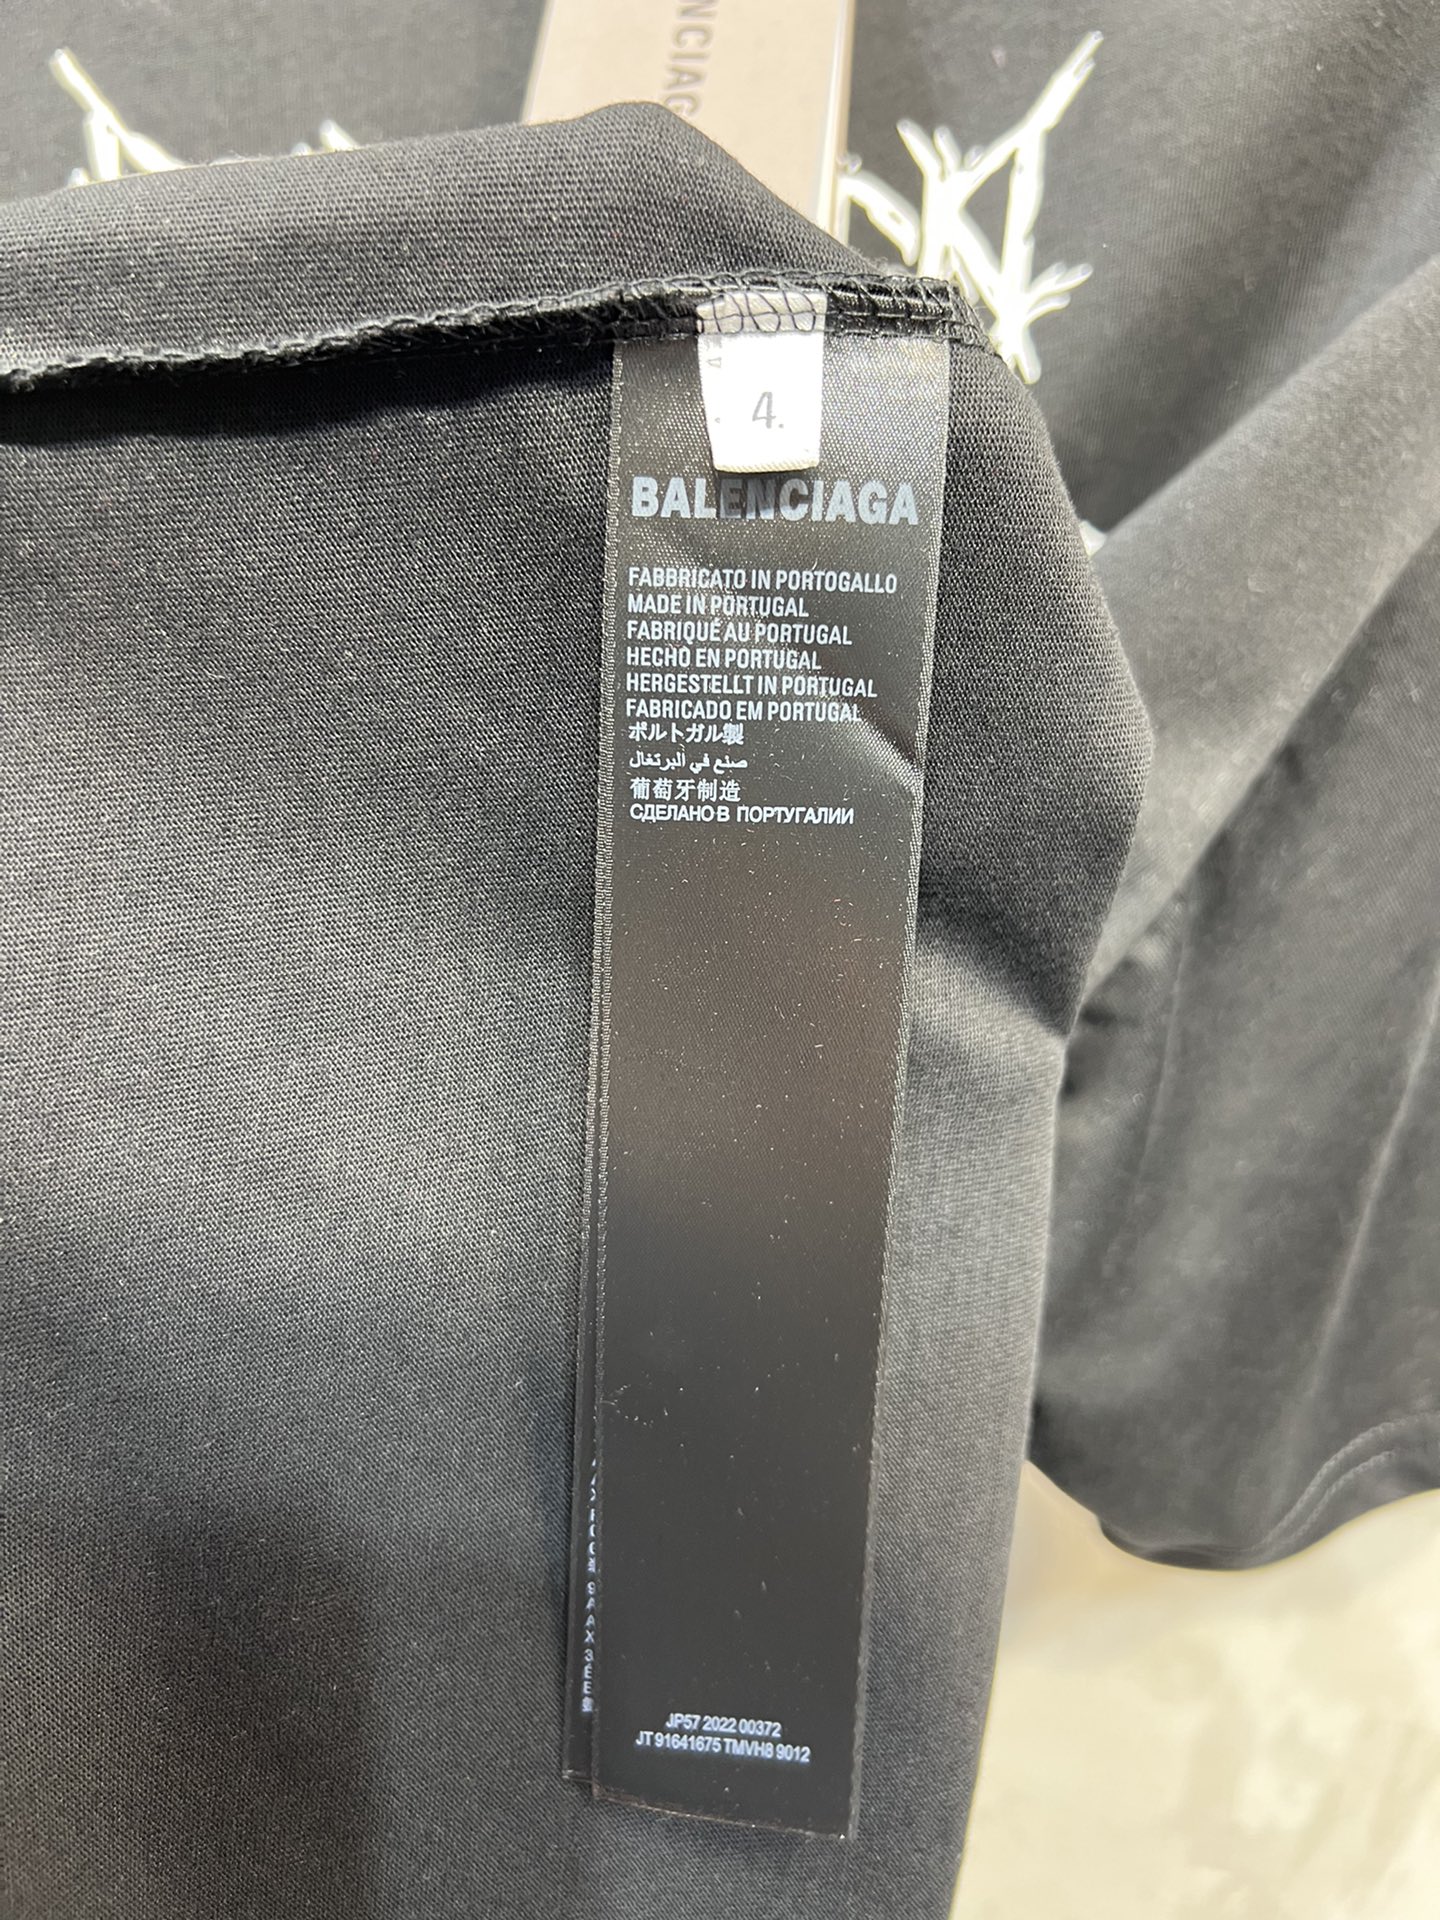 NCIAG
4.
BALENCIAGA
FABBRICATO IN PORTOGALLO
MADE IN PORTUGAL
FABRIQUÉ AU PORTUGAL
HECHO EN PORTUGAL
HERGESTELLT IN PORTUGAL
FABRICADO EM PORTUGAL
ポルトガル製
صنع في البرتغال
葡萄牙制造
СДЕЛАНО В ПОРТУГАЛИИ
JP57 2022 00372
JT 91641675 TMVH8 9012